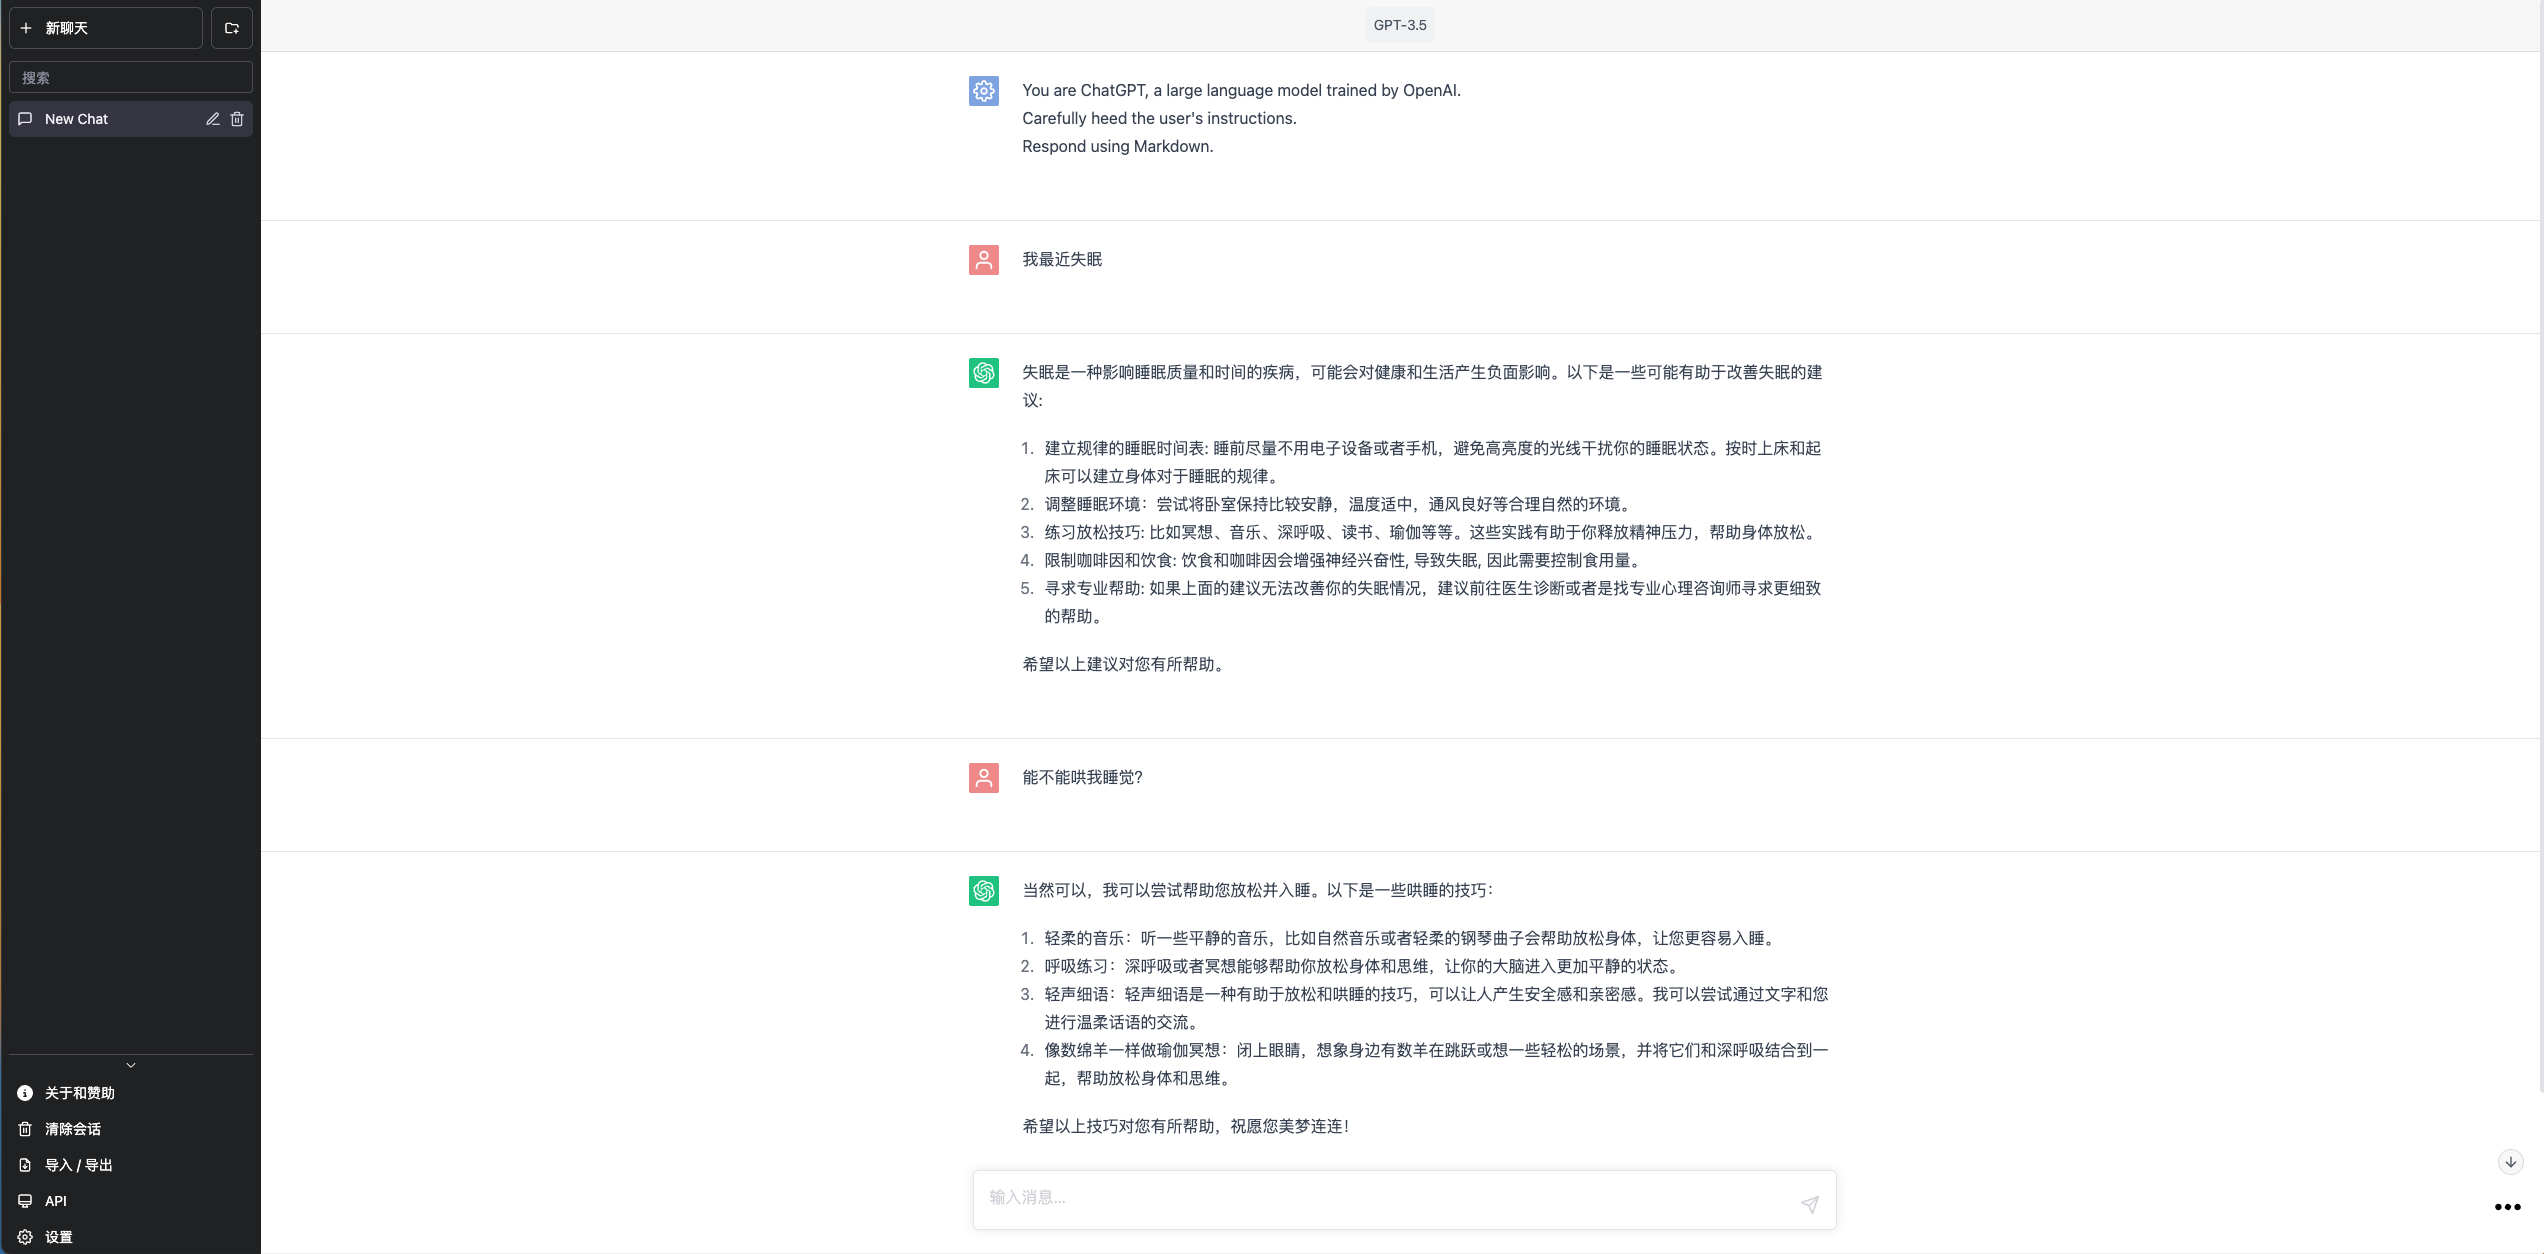 新聊天
搜索
New Chat
关于和赞助
清除会话
导入 / 导出
API
设置
GPT-3.5
You are ChatGPT, a large language model trained by OpenAI.
Carefully heed the user's instructions.
Respond using Markdown.
我最近失眠
失眠是一种影响睡眠质量和时间的疾病，可能会对健康和生活产生负面影响。以下是一些可能有助于改善失眠的建
议:
1. 建立规律的睡眠时间表: 睡前尽量不用电子设备或者手机，避免高亮度的光线干扰你的睡眠状态。按时上床和起
床可以建立身体对于睡眠的规律。
2. 调整睡眠环境：尝试将卧室保持比较安静，温度适中，通风良好等合理自然的环境。
3. 练习放松技巧: 比如冥想、音乐、深呼吸、读书、瑜伽等等。这些实践有助于你释放精神压力，帮助身体放松。
4. 限制咖啡因和饮食: 饮食和咖啡因会增强神经兴奋性, 导致失眠, 因此需要控制食用量。
5. 寻求专业帮助: 如果上面的建议无法改善你的失眠情况，建议前往医生诊断或者是找专业心理咨询师寻求更细致
的帮助。
希望以上建议对您有所帮助。
能不能哄我睡觉?
当然可以，我可以尝试帮助您放松并入睡。以下是一些哄睡的技巧：
1. 轻柔的音乐：听一些平静的音乐，比如自然音乐或者轻柔的钢琴曲子会帮助放松身体，让您更容易入睡。
2. 呼吸练习：深呼吸或者冥想能够帮助你放松身体和思维，让你的大脑进入更加平静的状态。
3. 轻声细语：轻声细语是一种有助于放松和哄睡的技巧，可以让人产生安全感和亲密感。我可以尝试通过文字和您
进行温柔话语的交流。
4. 像数绵羊一样做瑜伽冥想：闭上眼睛，想象身边有数羊在跳跃或想一些轻松的场景，并将它们和深呼吸结合到一
起，帮助放松身体和思维。
希望以上技巧对您有所帮助，祝愿您美梦连连！
输入消息...